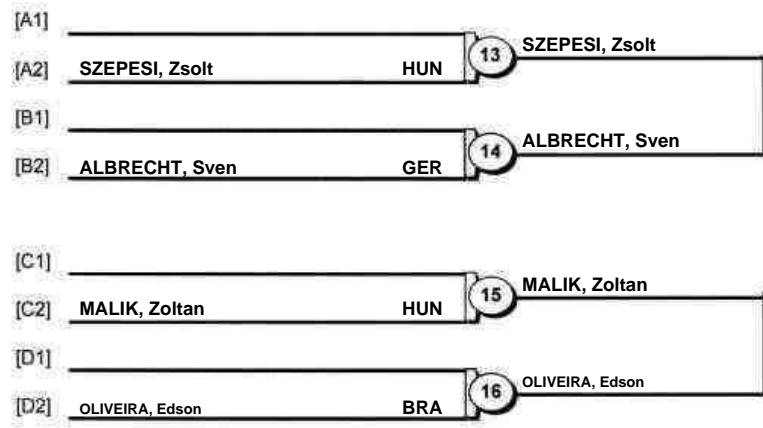 [A1]
13 SZEPESI, Zsolt
[A2] SZEPESI, Zsolt HUN
[B1]
14 ALBRECHT, Sven
[B2] ALBRECHT, Sven GER
[C1]
15 MALIK, Zoltan
[C2] MALIK, Zoltan HUN
[D1]
16 OLIVEIRA, Edson
[D2] OLIVEIRA, Edson BRA